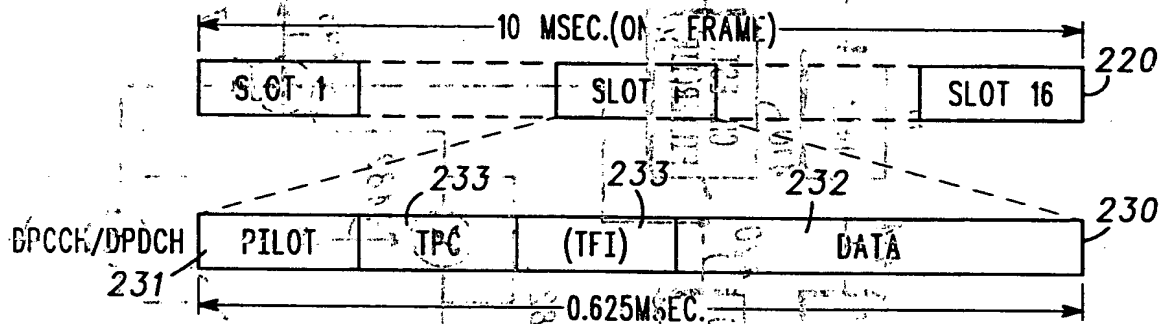 10 MSEC.(ONE FRAME)
SLOT 1 SLOT SLOT 16 220
233 233 232 230
DPCCH/DPDCH PILOT TPC (TFI) DATA
231
0.625MSEC.